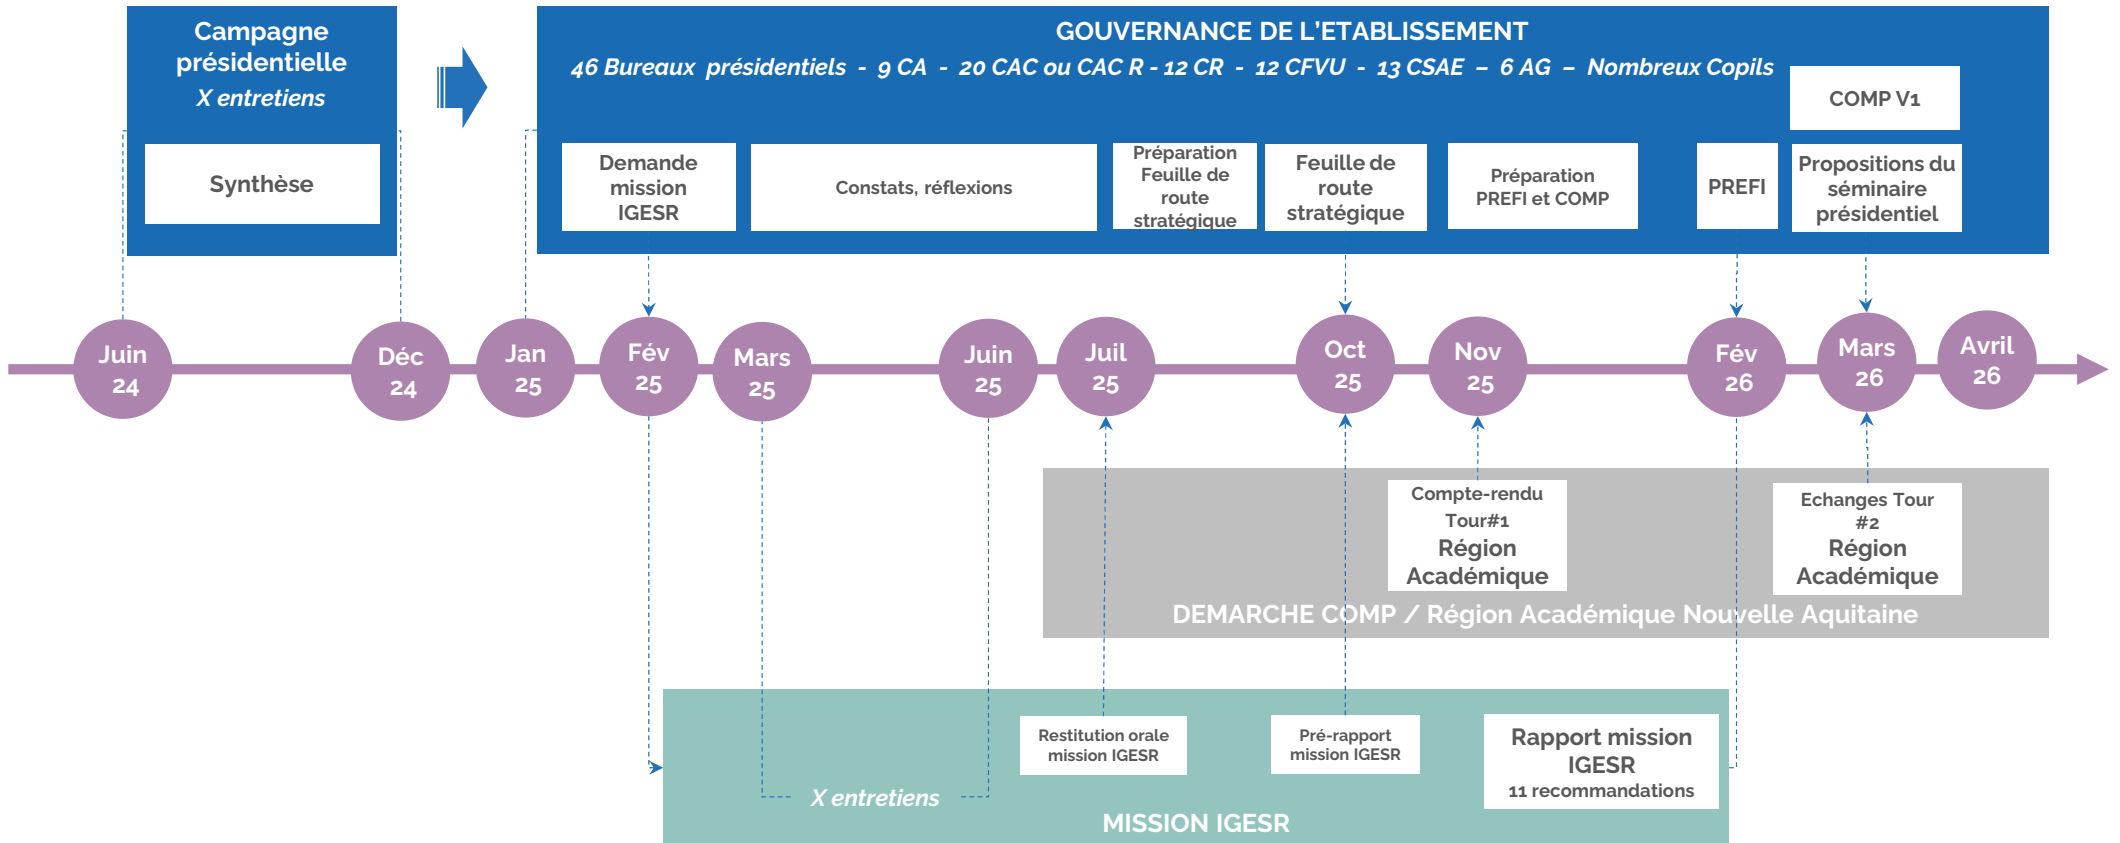 Campagne
présidentielle
X entretiens
Synthèse
GOUVERNANCE DE L’ETABLISSEMENT
46 Bureaux présidentiels - 9 CA - 20 CAC ou CAC R - 12 CR - 12 CFVU - 13 CSAE – 6 AG – Nombreux Copils
COMP V1
Demande
mission
IGESR
Constats, réflexions
Préparation
Feuille de
route
stratégique
Feuille de
route
stratégique
Préparation
PREFI et COMP
PREFI
Propositions du
séminaire
présidentiel
Juin
24
Déc
24
Jan
25
Fév
25
Mars
25
Juin
25
Juil
25
Oct
25
Nov
25
Fév
26
Mars
26
Avril
26
Compte-rendu
Tour#1
Région
Académique
Echanges Tour
#2
Région
Académique
DEMARCHE COMP / Région Académique Nouvelle Aquitaine
Restitution orale
mission IGESR
Pré-rapport
mission IGESR
Rapport mission
IGESR
11 recommandations
X entretiens
MISSION IGESR